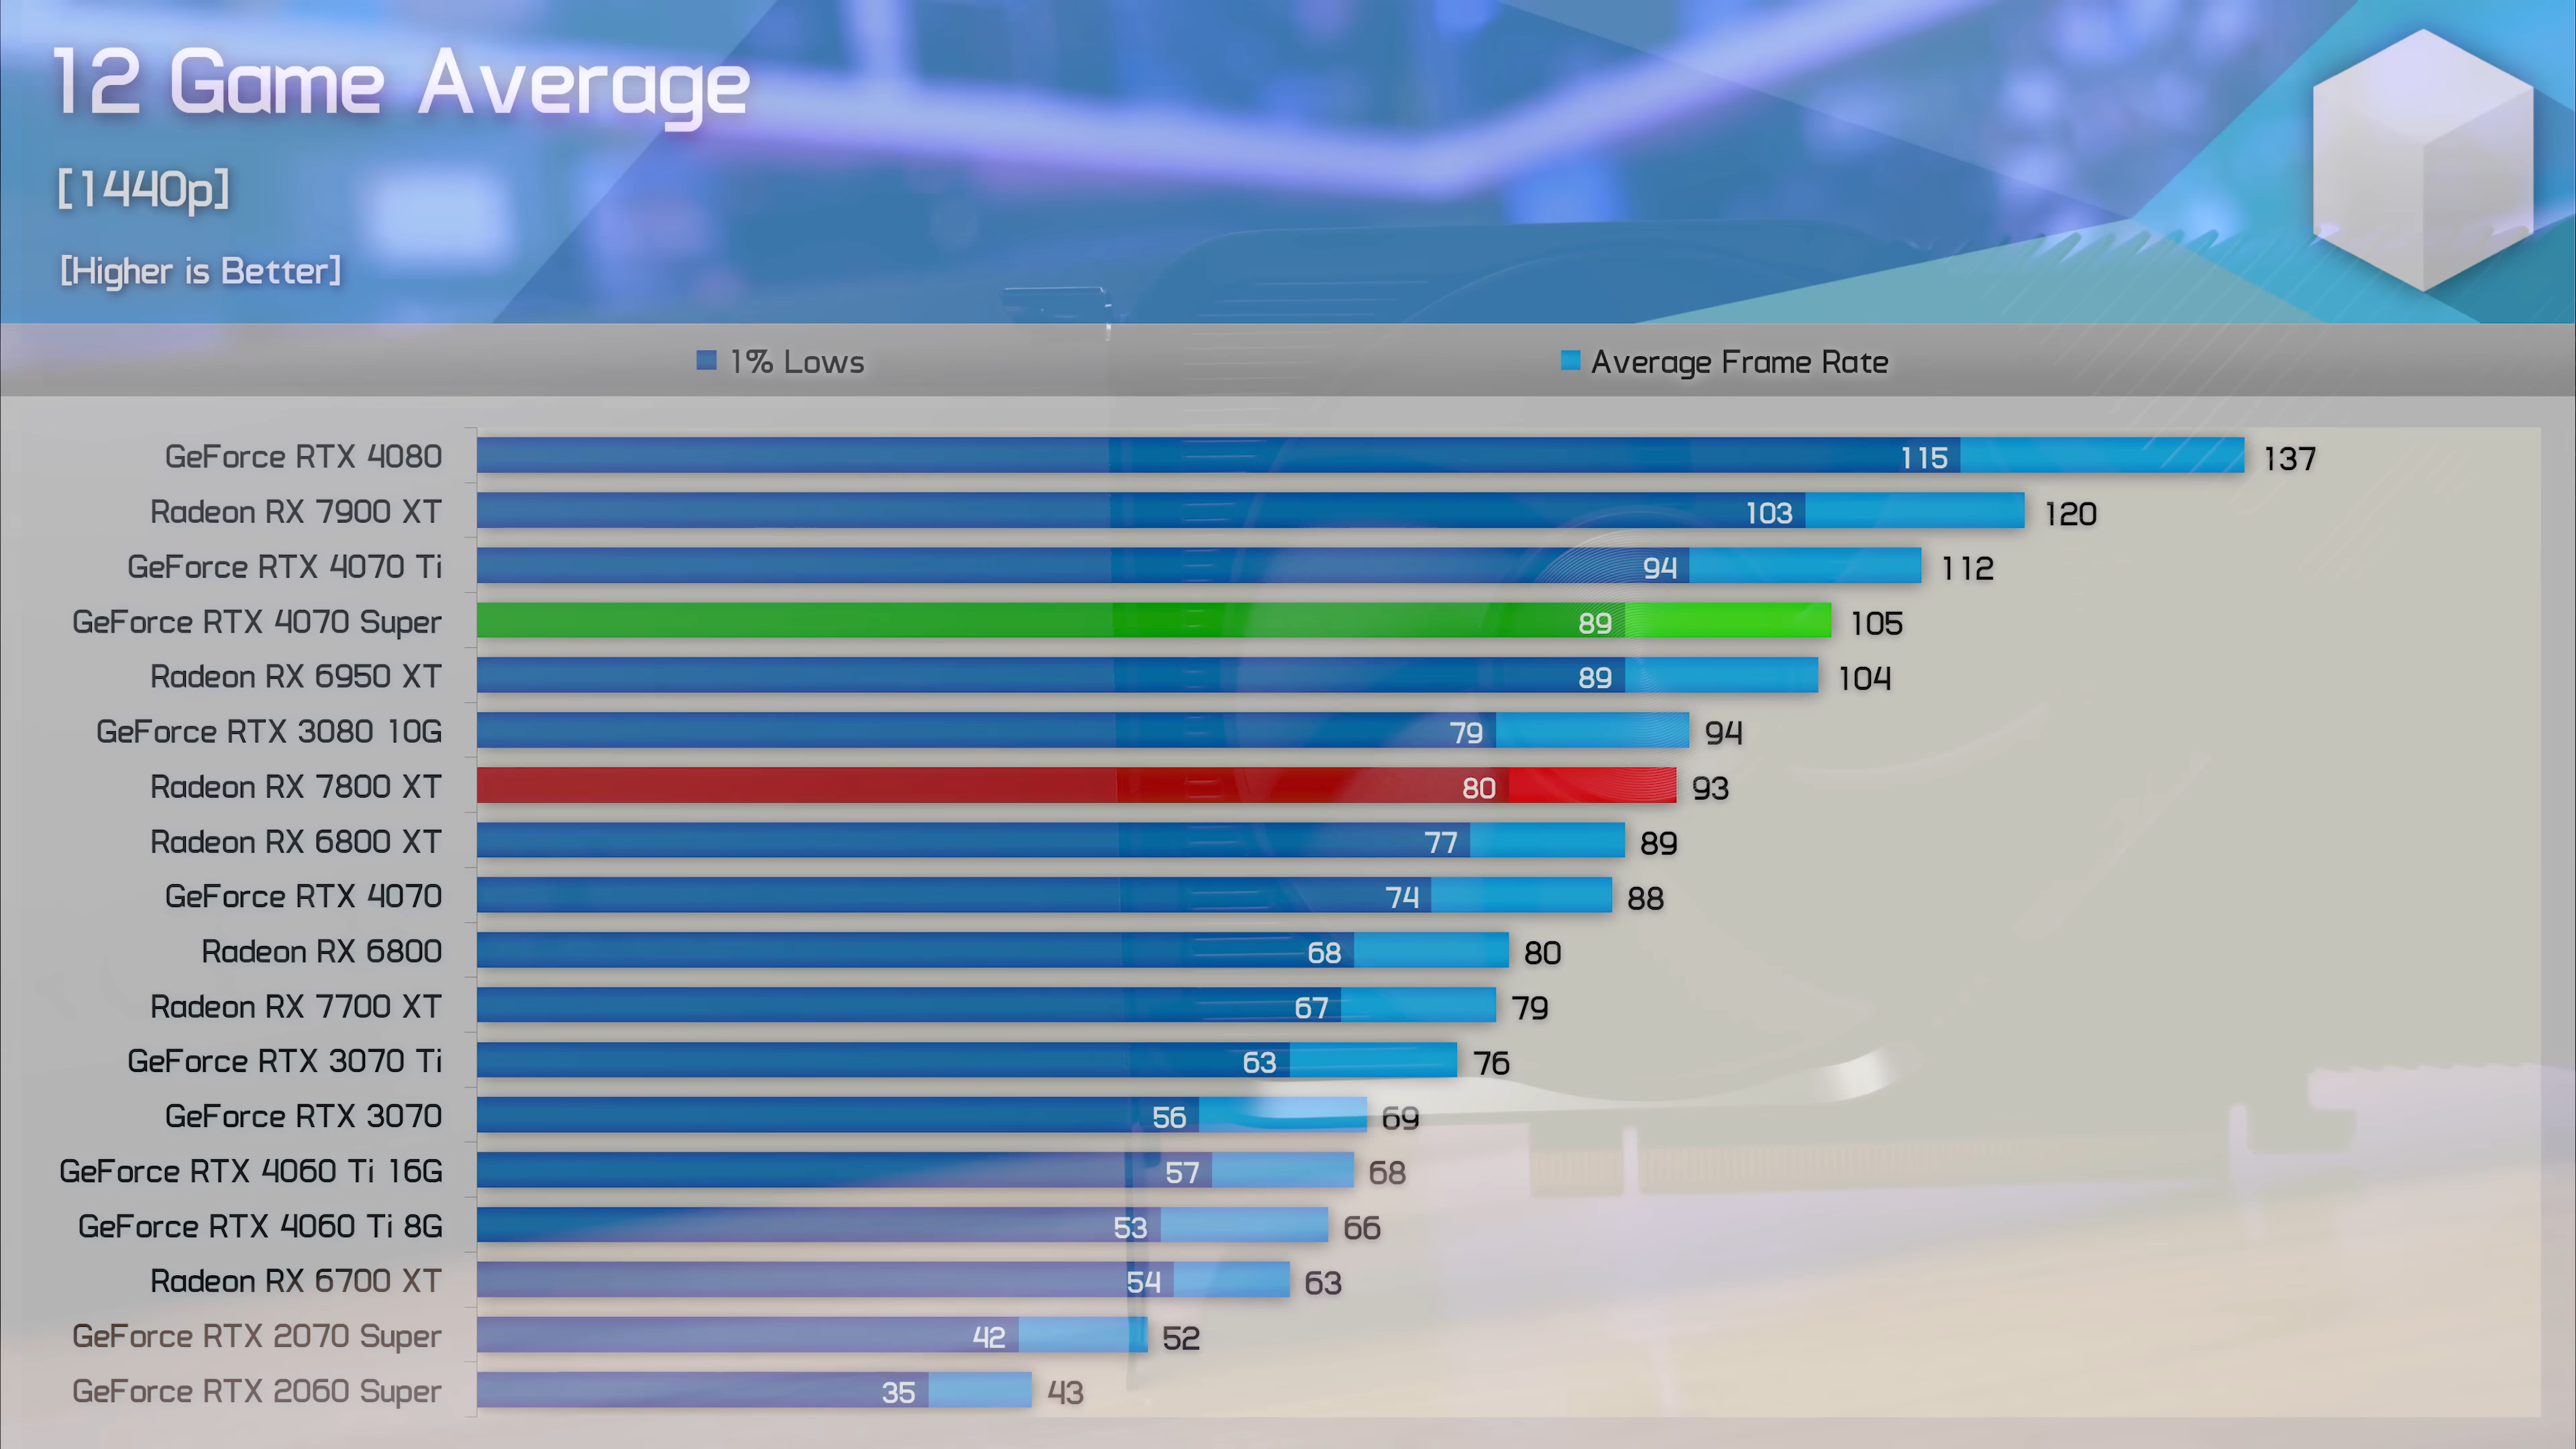 12 Game Average
[1440p]
[Higher is Better]
1% Lows Average Frame Rate
GeForce RTX 4080 115 137
Radeon RX 7900 XT 103 120
GeForce RTX 4070 Ti 94 112
GeForce RTX 4070 Super 89 105
Radeon RX 6950 XT 89 104
GeForce RTX 3080 10G 79 94
Radeon RX 7800 XT 80 93
Radeon RX 6800 XT 77 89
GeForce RTX 4070 74 88
Radeon RX 6800 68 80
Radeon RX 7700 XT 67 79
GeForce RTX 3070 Ti 63 76
GeForce RTX 3070 56 69
GeForce RTX 4060 Ti 16G 57 68
GeForce RTX 4060 Ti 8G 53 66
Radeon RX 6700 XT 54 63
GeForce RTX 2070 Super 42 52
GeForce RTX 2060 Super 35 43